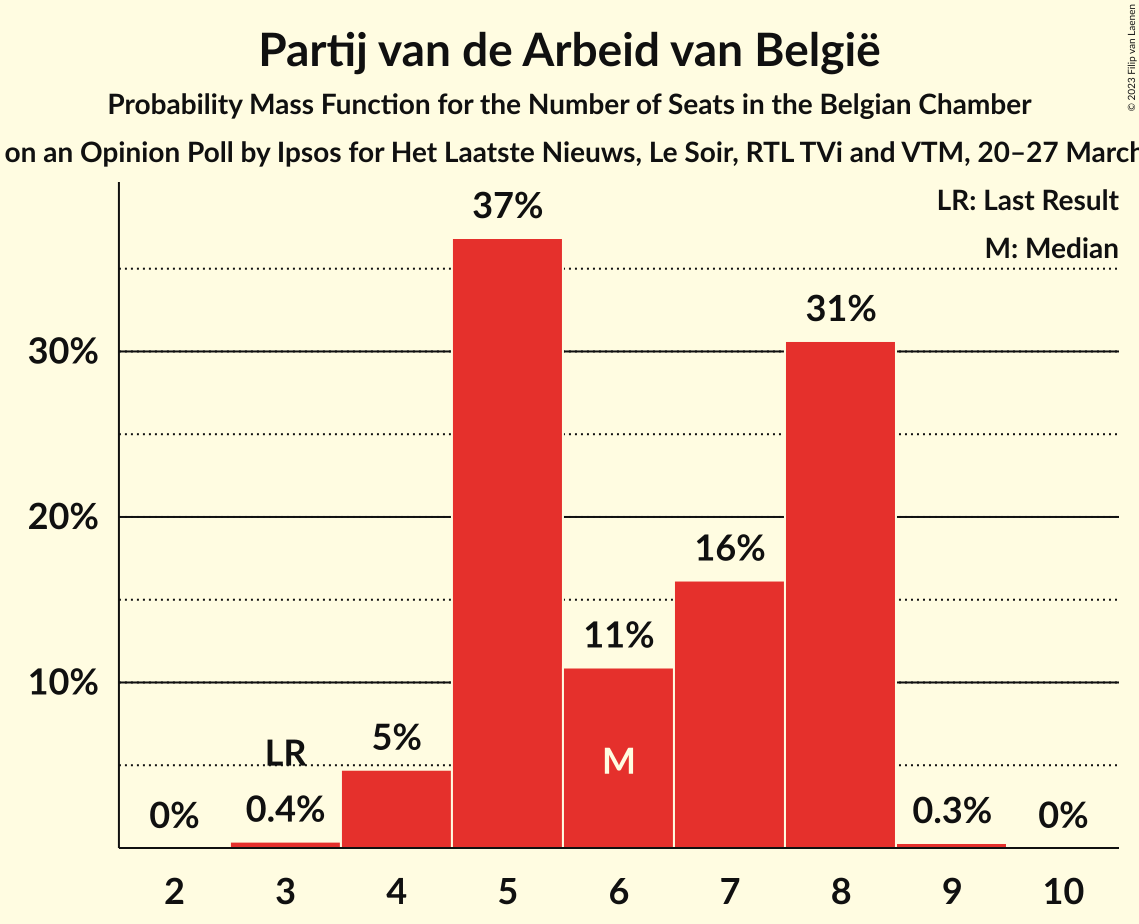 Partij van de Arbeid van België
Probability Mass Function for the Number of Seats in the Belgian Chamber
on an Opinion Poll by Ipsos for Het Laatste Nieuws, Le Soir, RTL TVi and VTM, 20–27 March
© 2023 Filip van Laenen
LR: Last Result
M: Median
37%
31%
30%
20%
16%
11%
10%
5%
LR
M
0%
0.4%
0.3%
0%
2 3 4 5 6 7 8 9 10